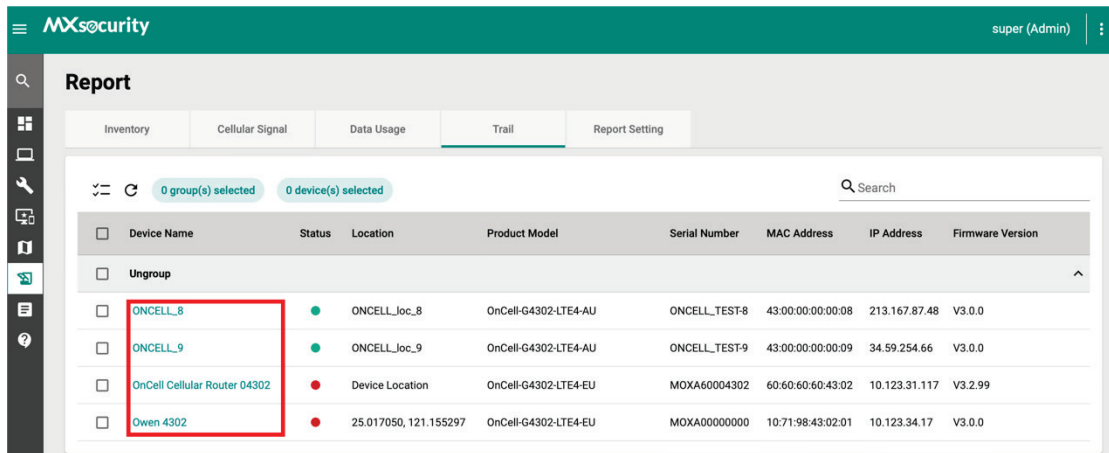 MXsecurity
super (Admin)
Report
Inventory Cellular Signal Data Usage Trail Report Setting
0 group(s) selected 0 device(s) selected Search
Device Name Status Location Product Model Serial Number MAC Address IP Address Firmware Version
Ungroup
ONCELL_8 ONCELL_loc_8 OnCell-G4302-LTE4-AU ONCELL_TEST-8 43:00:00:00:00:08 213.167.87.48 V3.0.0
ONCELL_9 ONCELL_loc_9 OnCell-G4302-LTE4-AU ONCELL_TEST-9 43:00:00:00:00:09 34.59.254.66 V3.0.0
OnCell Cellular Router 04302 Device Location OnCell-G4302-LTE4-EU MOXA60004302 60:60:60:60:43:02 10.123.31.117 V3.2.99
Owen 4302 25.017050, 121.155297 OnCell-G4302-LTE4-EU MOXA00000000 10:71:98:43:02:01 10.123.34.17 V3.0.0